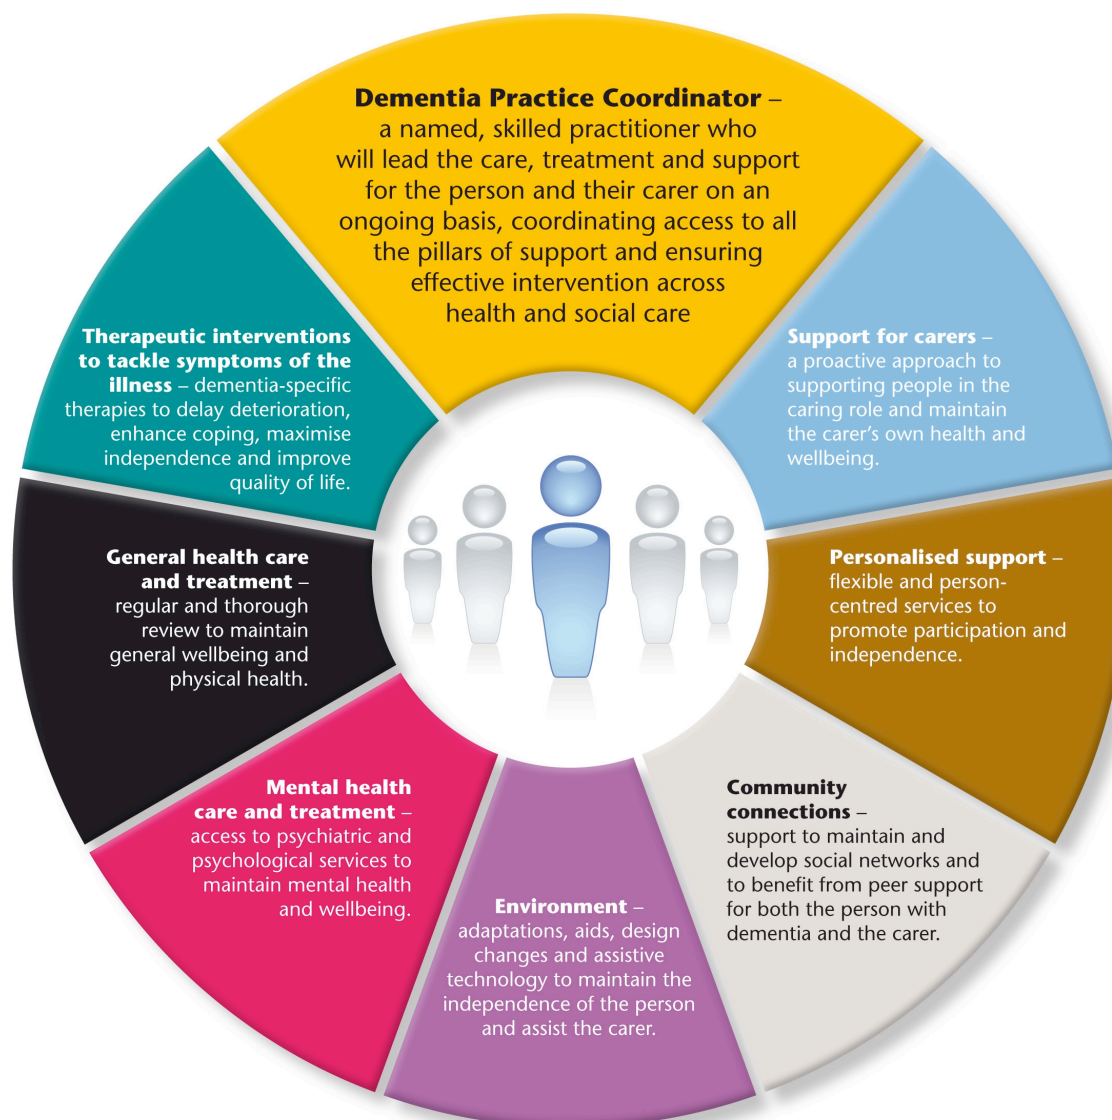 Dementia Practice Coordinator –
a named, skilled practitioner who
will lead the care, treatment and support
for the person and their carer on an
ongoing basis, coordinating access to all
the pillars of support and ensuring
effective intervention across
health and social care
Support for carers –
a proactive approach to
supporting people in the
caring role and maintain
the carer’s own health and
wellbeing.
Personalised support –
flexible and person-
centred services to
promote participation and
independence.
Community
connections –
support to maintain and
develop social networks and
to benefit from peer support
for both the person with
dementia and the carer.
Environment –
adaptations, aids, design
changes and assistive
technology to maintain the
independence of the person
and assist the carer.
Mental health
care and treatment –
access to psychiatric and
psychological services to
maintain mental health
and wellbeing.
General health care
and treatment –
regular and thorough
review to maintain
general wellbeing and
physical health.
Therapeutic interventions
to tackle symptoms of the
illness – dementia-specific
therapies to delay deterioration,
enhance coping, maximise
independence and improve
quality of life.